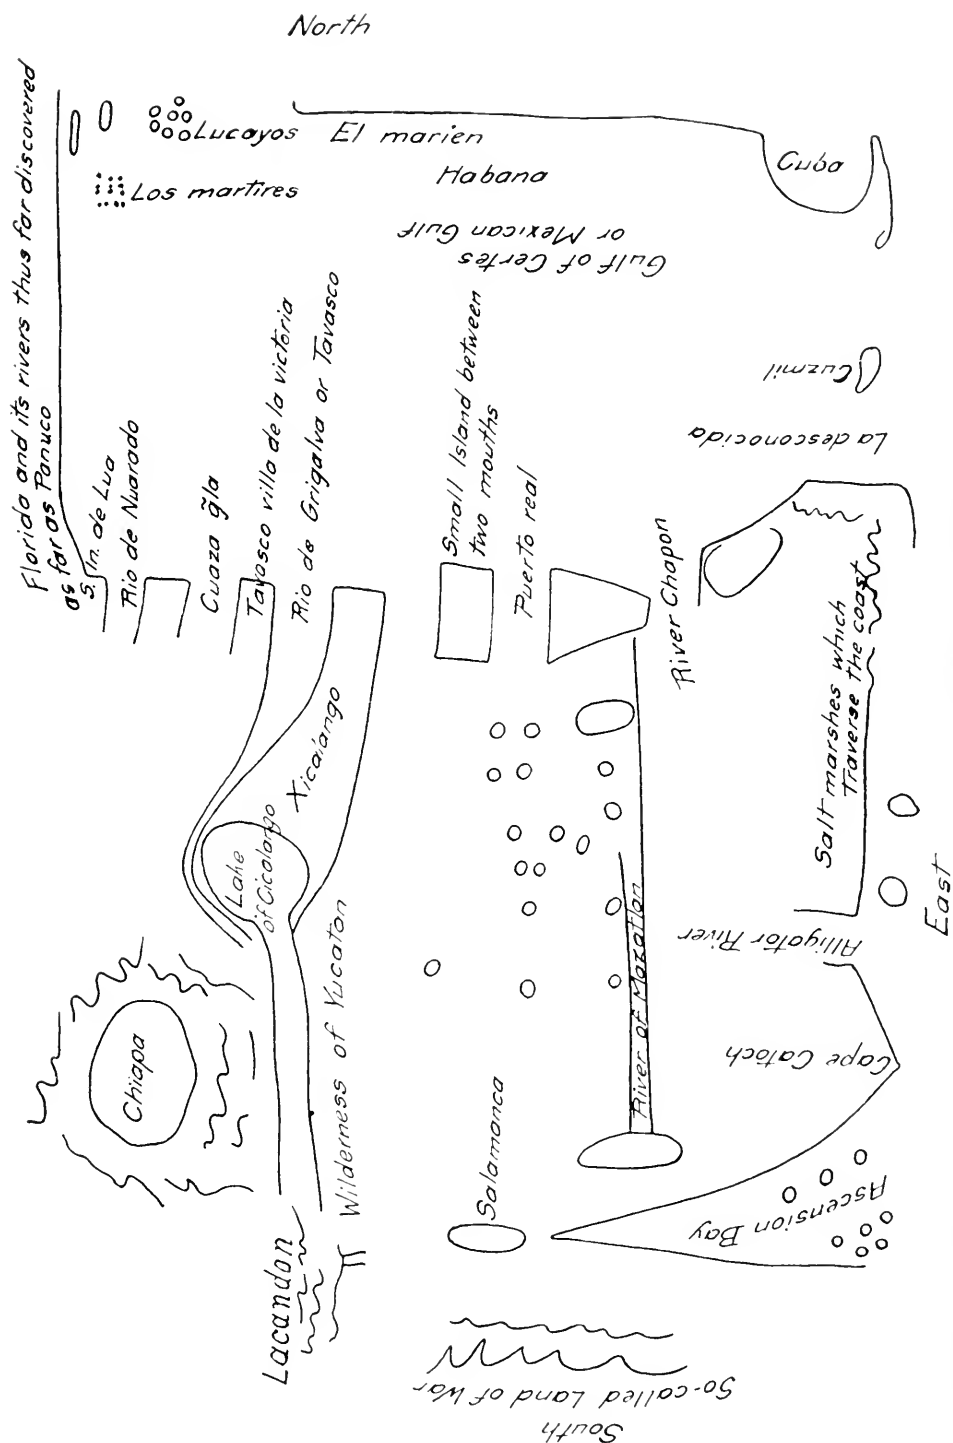 North
Florida and its rivers thus far discovered
as far as Panuco
S. In. de Lua
Rio de Nuarado
Lucayos
Los martires
El marien
Habana
Cuba
Gulf of Certes
or Mexican Gulf
Cuaza g̃la
Tavasco villa de la victoria
Rio de Grigalva or Tavasco
Small Island between
two mouths
Puerto real
Cuzmil
La desconocida
River Chapon
Xicalango
Lake
of Cicolango
Salt marshes which
Traverse the coast
East
Alligator River
River of Mazatlan
Chiapa
Wilderness of Yucatan
Cape Catoch
Salamanca
Ascension Bay
Lacandon
So-called Land of War
South